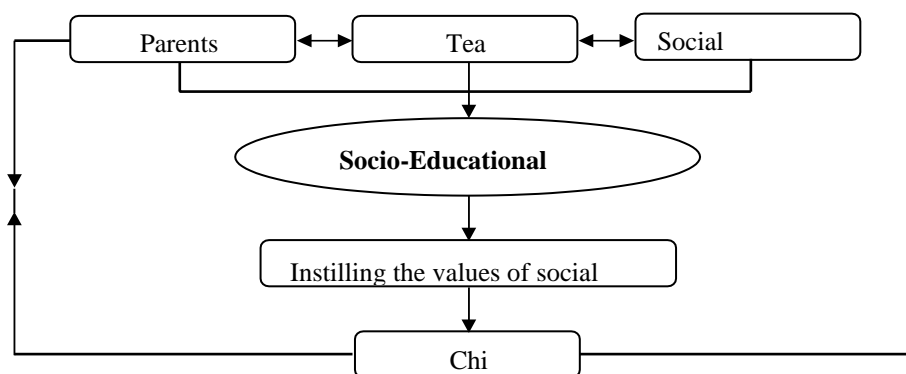 Parents
Tea
Social
Socio-Educational
Instilling the values of social
Chi